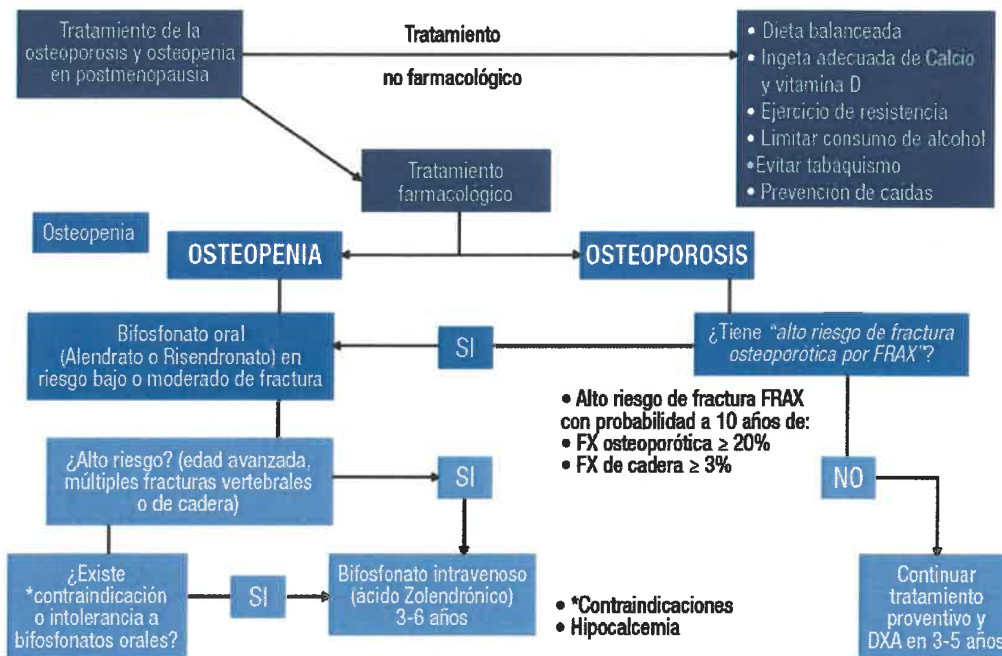 Tratamiento de la
osteoporosis y osteopenia
en postmenopausia
Tratamiento
no farmacológico
• Dieta balanceada
• Ingeta adecuada de Calcio
y vitamina D
• Ejercicio de resistencia
• Limitar consumo de alcohol
•Evitar tabaquismo
• Prevención de caídas
Tratamiento
farmacológico
Osteopenia
OSTEOPENIA
OSTEOPOROSIS
Bifosfonato oral
(Alendrato o Risendronato) en
riesgo bajo o moderado de fractura
SI
¿Tiene "alto riesgo de fractura
osteoporótica por FRAX"?
• Alto riesgo de fractura FRAX
con probabilidad a 10 años de:
• FX osteoporótica ≥ 20%
• FX de cadera ≥ 3%
¿Alto riesgo? (edad avanzada,
múltiples fracturas vertebrales
o de cadera)
SI
NO
¿Existe
*contraindicación
o intolerancia a
bifosfonatos orales?
SI
Bifosfonato intravenoso
(ácido Zolendrónico)
3-6 años
• *Contraindicaciones
• Hipocalcemia
Continuar
tratamiento
preventivo y
DXA en 3-5 años